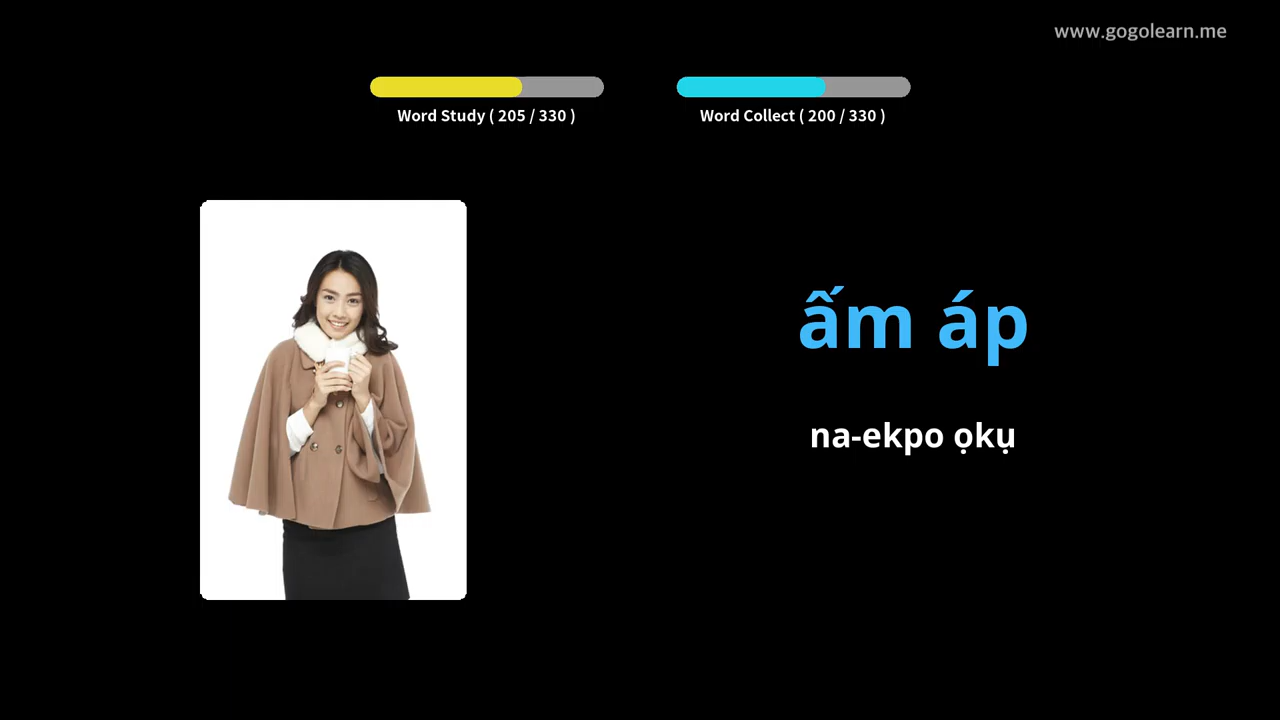 www.gogolearn.me
Word Study ( 205 / 330 )
Word Collect ( 200 / 330 )
ấm áp
na-ekpo ọkụ